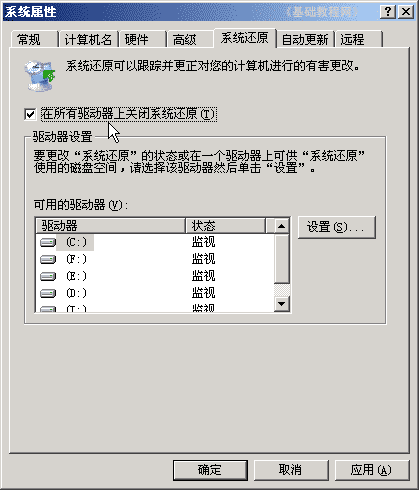 系统属性 《基础教程网》
常规 计算机名 硬件 高级 系统还原 自动更新 远程
系统还原可以跟踪并更正对您的计算机进行的有害更改。
在所有驱动器上关闭系统还原(T)
驱动器设置
要更改“系统还原”的状态或在一个驱动器上可供“系统还原”
使用的磁盘空间，请选择该驱动器然后单击“设置”。
可用的驱动器(V):
驱动器 状态
(C:) 监视
设置(S)...
(F:) 监视
(E:) 监视
(D:) 监视
监视
确定 取消 应用(A)